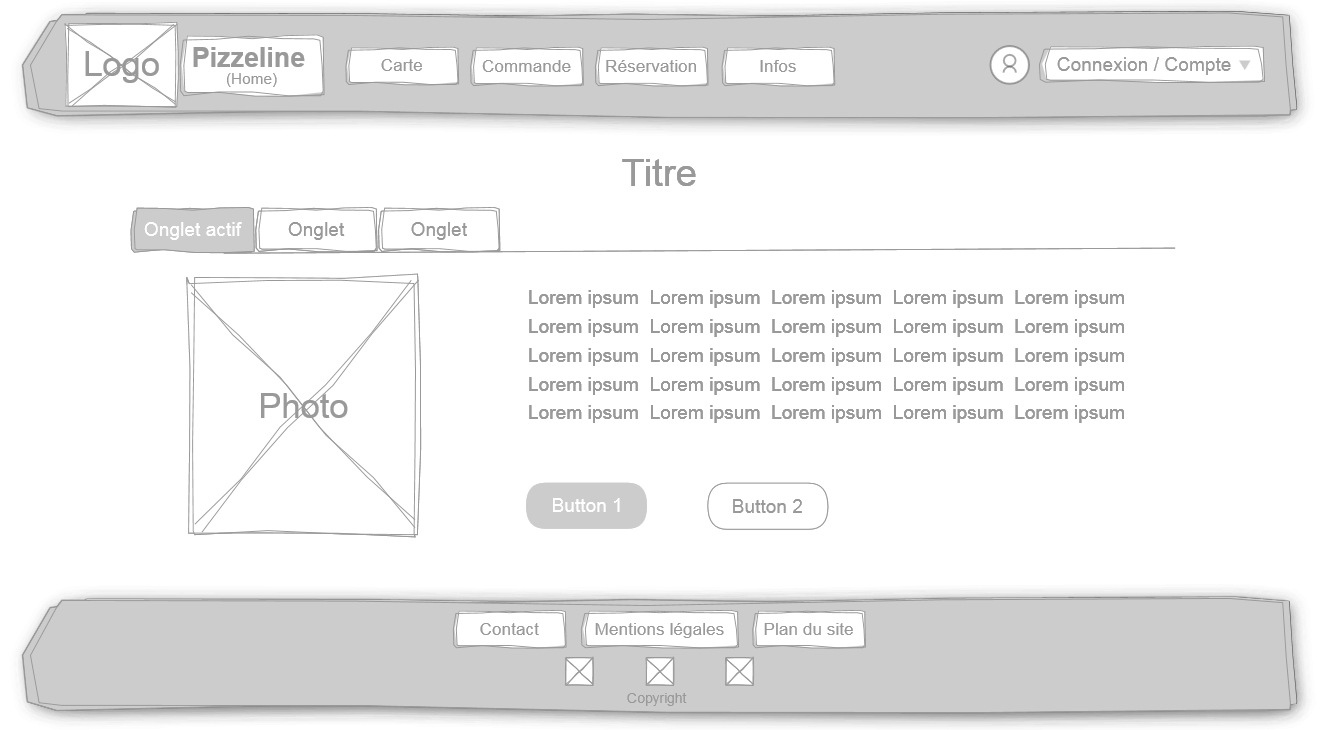 Logo
Pizzeline
(Home)
Carte
Commande
Réservation
Infos
Connexion / Compte
Titre
Onglet actif
Onglet
Onglet
Photo
Lorem ipsum Lorem ipsum Lorem ipsum Lorem ipsum Lorem ipsum
Lorem ipsum Lorem ipsum Lorem ipsum Lorem ipsum Lorem ipsum
Lorem ipsum Lorem ipsum Lorem ipsum Lorem ipsum Lorem ipsum
Lorem ipsum Lorem ipsum Lorem ipsum Lorem ipsum Lorem ipsum
Lorem ipsum Lorem ipsum Lorem ipsum Lorem ipsum Lorem ipsum
Button 1
Button 2
Contact
Mentions légales
Plan du site
Copyright